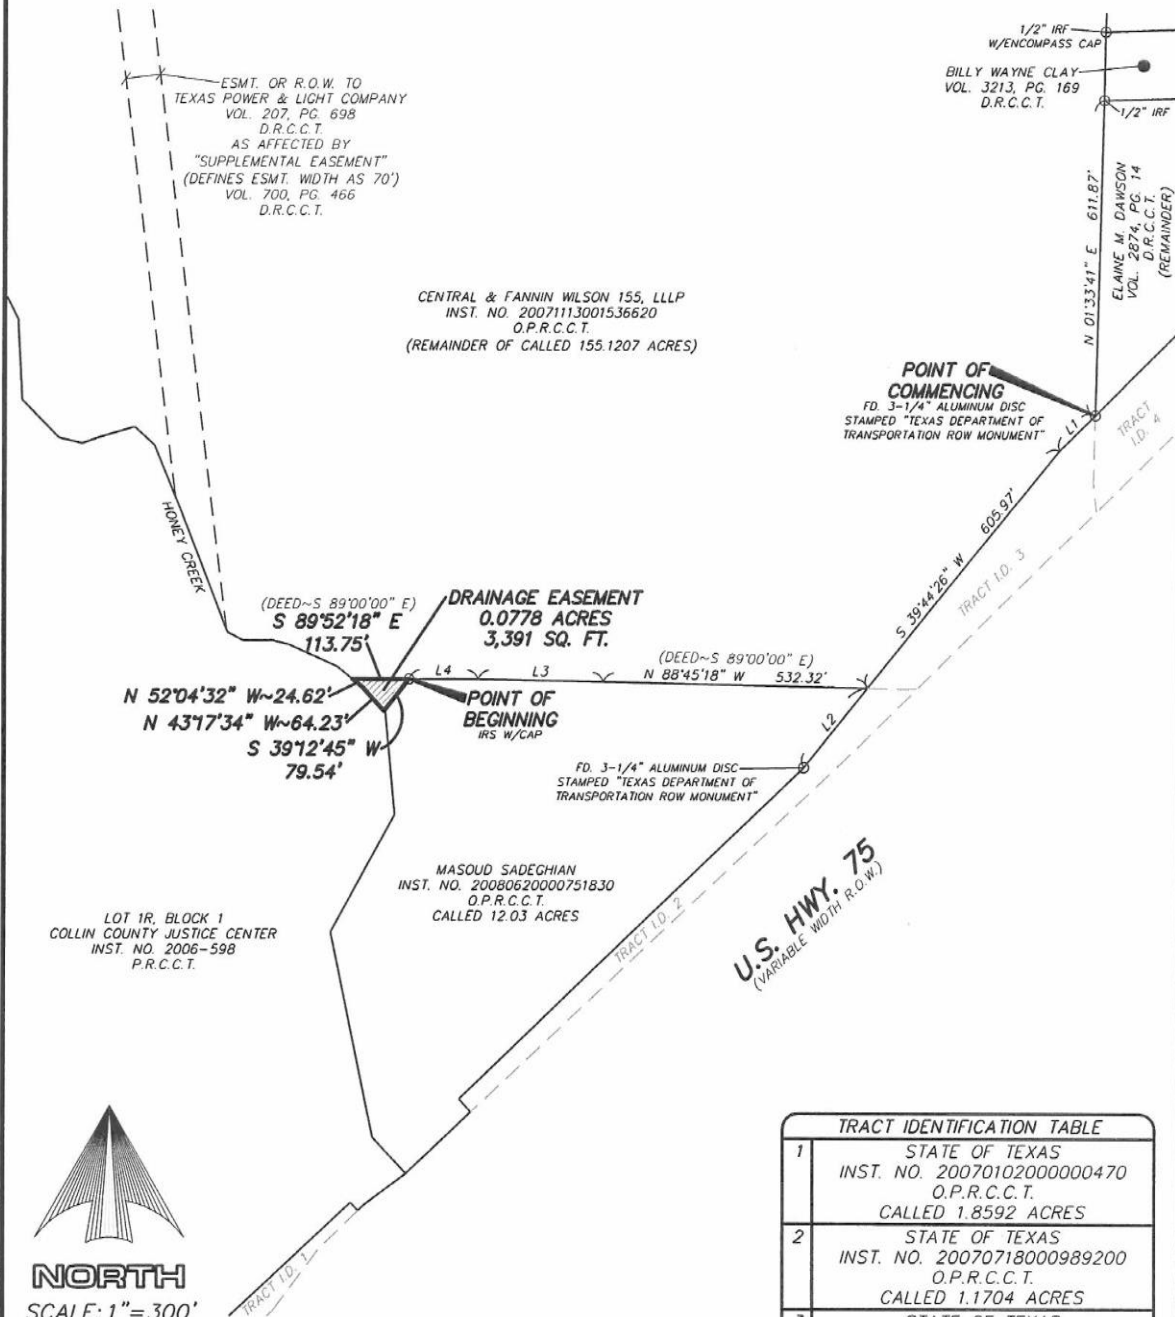 1/2" IRF
W/ENCOMPASS CAP
BILLY WAYNE CLAY
VOL. 3213, PG. 169
D.R.C.C.T.
1/2" IRF
ESMT. OR R.O.W. TO
TEXAS POWER & LIGHT COMPANY
VOL. 207, PG. 698
D.R.C.C.T.
AS AFFECTED BY
"SUPPLEMENTAL EASEMENT"
(DEFINES ESMT. WIDTH AS 70')
VOL. 700, PG. 466
D.R.C.C.T.
N 01°33'41" E 611.87'
ELAINE M. DAWSON
VOL. 2874, PG. 14
D.R.C.C.T.
(REMAINDER)
CENTRAL & FANNIN WILSON 155, LLLP
INST. NO. 20071113001536620
O.P.R.C.C.T.
(REMAINDER OF CALLED 155.1207 ACRES)
POINT OF
COMMENCING
FD. 3-1/4" ALUMINUM DISC
STAMPED "TEXAS DEPARTMENT OF
TRANSPORTATION ROW MONUMENT"
L1
TRACT
I.D. 4
HONEY CREEK
S 39°44'26" W 605.97'
TRACT I.D. 3
(DEED~S 89°00'00" E)
S 89°52'18" E
113.75'
DRAINAGE EASEMENT
0.0778 ACRES
3,391 SQ. FT.
(DEED~S 89°00'00" E)
N 88°45'18" W 532.32'
L4
L3
N 52°04'32" W~24.62'
N 43°17'34" W~64.23'
S 39°12'45" W
79.54'
POINT OF
BEGINNING
IRS W/CAP
L2
FD. 3-1/4" ALUMINUM DISC
STAMPED "TEXAS DEPARTMENT OF
TRANSPORTATION ROW MONUMENT"
MASOUD SADEGHIAN
INST. NO. 20080620000751830
O.P.R.C.C.T.
CALLED 12.03 ACRES
LOT 1R, BLOCK 1
COLLIN COUNTY JUSTICE CENTER
INST. NO. 2006-598
P.R.C.C.T.
TRACT I.D. 2
U.S. HWY. 75
(VARIABLE WIDTH R.O.W.)
TRACT I.D. 1
NORTH
SCALE: 1"=300'
TRACT IDENTIFICATION TABLE
1
STATE OF TEXAS
INST. NO. 20070102000000470
O.P.R.C.C.T.
CALLED 1.8592 ACRES
2
STATE OF TEXAS
INST. NO. 20070718000989200
O.P.R.C.C.T.
CALLED 1.1704 ACRES
3
STATE OF TEXAS